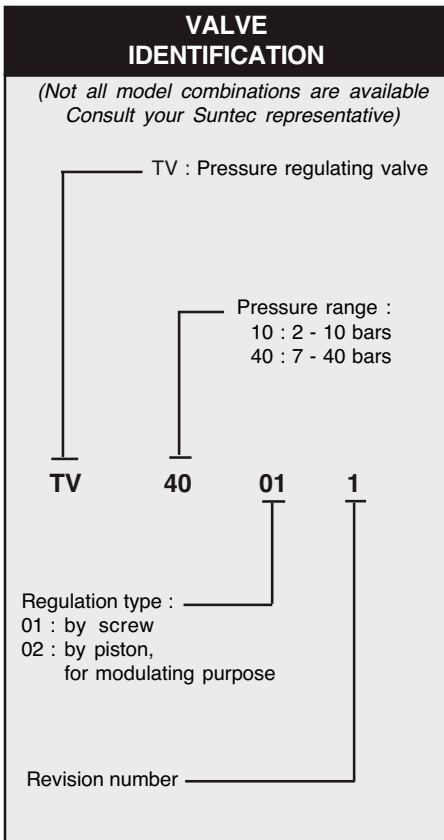 VALVE
IDENTIFICATION
(Not all model combinations are available
Consult your Suntec representative)
TV : Pressure regulating valve
Pressure range :
10 : 2 - 10 bars
40 : 7 - 40 bars
TV 40 01 1
Regulation type :
01 : by screw
02 : by piston,
for modulating purpose
Revision number